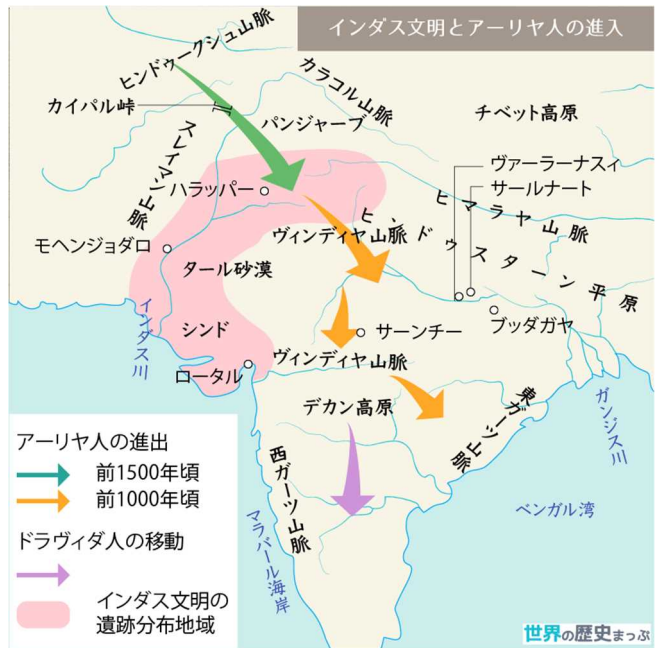 インダス文明とアーリヤ人の進入
ヒンドゥークシュ山脈
カラコル山脈
カイバル峠
パンジャーブ
チベット高原
スレイマン山脈
ヴァーラーナスィ
サールナート
ハラッパー
ヒマラヤ山脈
モヘンジョダロ
ヴィンディヤ山脈
ヒンドゥスターン平原
タール砂漠
インダス川
シンド
サーンチー
ブッダガヤ
ロータル
ヴィンディヤ山脈
デカン高原
東ガーツ山脈
ガンジス川
西ガーツ山脈
マラバール海岸
ベンガル湾
アーリヤ人の進出
前1500年頃
前1000年頃
ドラヴィダ人の移動
インダス文明の
遺跡分布地域
世界の歴史まっぷ